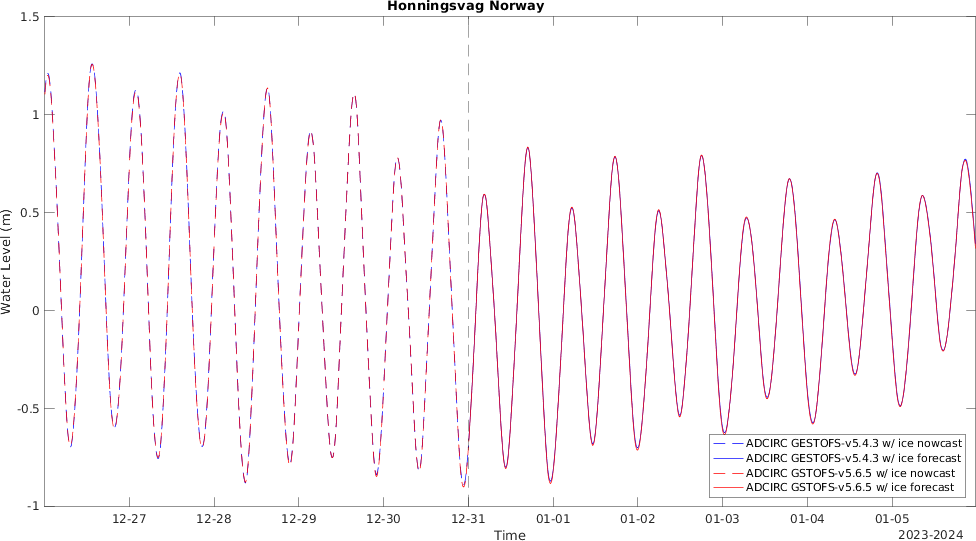 Honningsvag Norway
1.5
1
0.5
0
-0.5
-1
Water Level (m)
12-27 12-28 12-29 12-30 12-31 01-01 01-02 01-03 01-04 01-05
Time
2023-2024
ADCIRC GESTOFS-v5.4.3 w/ ice nowcast
ADCIRC GESTOFS-v5.4.3 w/ ice forecast
ADCIRC GSTOFS-v5.6.5 w/ ice nowcast
ADCIRC GSTOFS-v5.6.5 w/ ice forecast